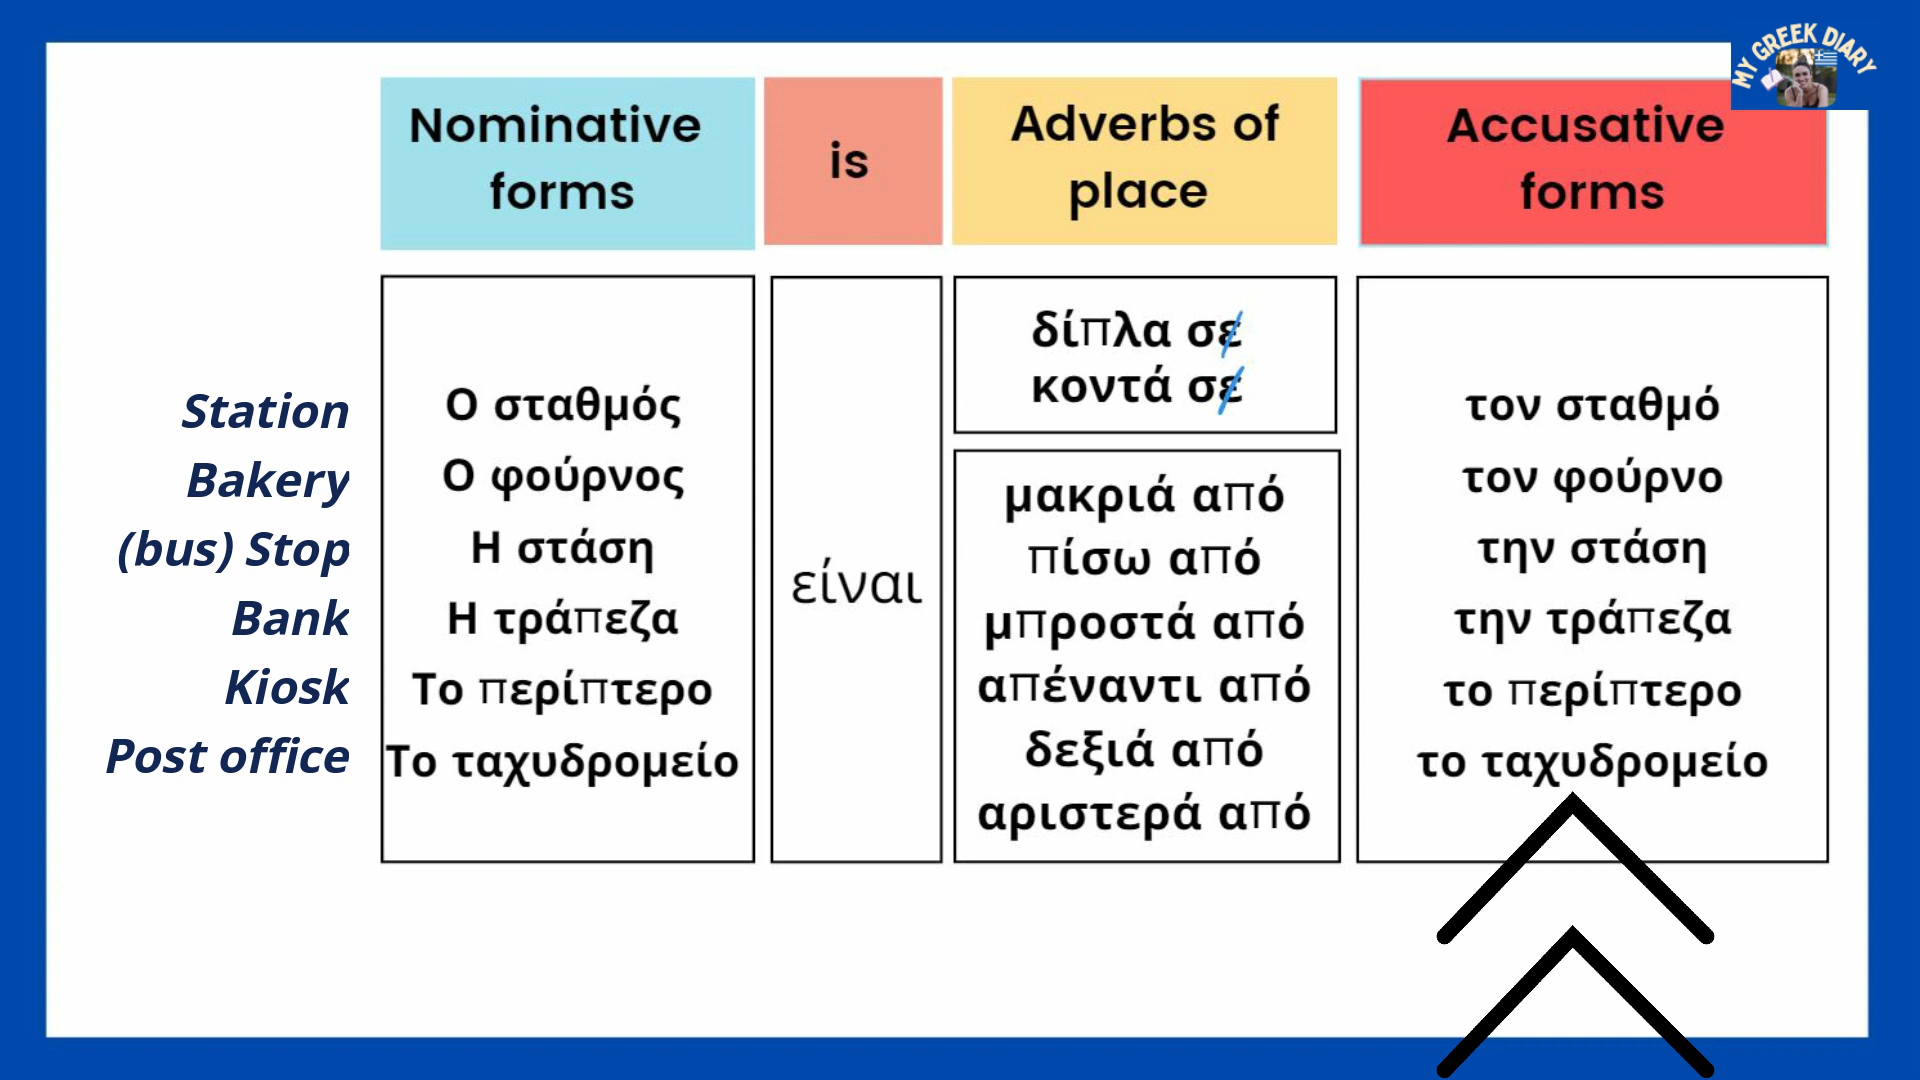 MY GREEK DIARY
Nominative
forms
is
Adverbs of
place
Accusative
forms
Station
Bakery
(bus) Stop
Bank
Kiosk
Post office
Ο σταθμός
Ο φούρνος
Η στάση
Η τράπεζα
Το περίπτερο
Το ταχυδρομείο
είναι
δίπλα σε
κοντά σε
μακριά από
πίσω από
μπροστά από
απέναντι από
δεξιά από
αριστερά από
τον σταθμό
τον φούρνο
την στάση
την τράπεζα
το περίπτερο
το ταχυδρομείο